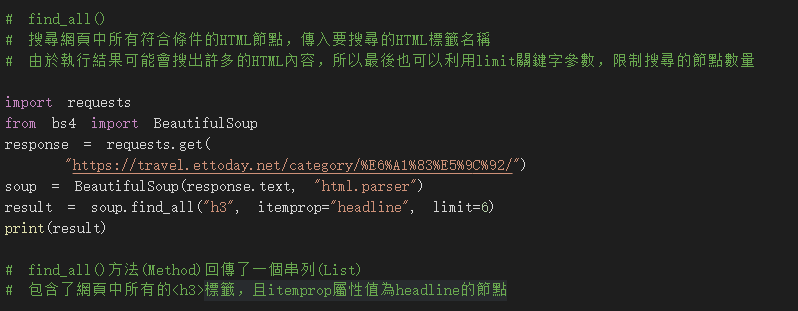 # find_all()
# 搜尋網頁中所有符合條件的HTML節點，傳入要搜尋的HTML標籤名稱
# 由於執行結果可能會搜出許多的HTML內容，所以最後也可以利用limit關鍵字參數，限制搜尋的節點數量
import requests
from bs4 import BeautifulSoup
response = requests.get(
"https://travel.ettoday.net/category/%E6%A1%83%E5%9C%92/")
soup = BeautifulSoup(response.text, "html.parser")
result = soup.find_all("h3", itemprop="headline", limit=6)
print(result)
# find_all()方法(Method)回傳了一個串列(List)
# 包含了網頁中所有的<h3>標籤，且itemprop屬性值為headline的節點